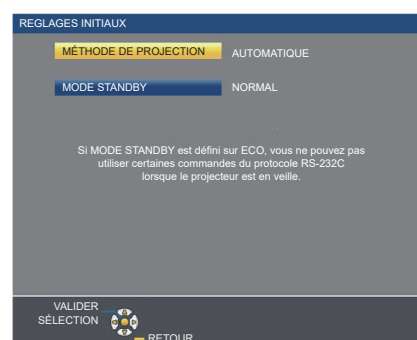 REGLAGES INITIAUX
MÉTHODE DE PROJECTION AUTOMATIQUE
MODE STANDBY NORMAL
Si MODE STANDBY est défini sur ECO, vous ne pouvez pas
utiliser certaines commandes du protocole RS-232C
lorsque le projecteur est en veille.
VALIDER
SÉLECTION
RETOUR